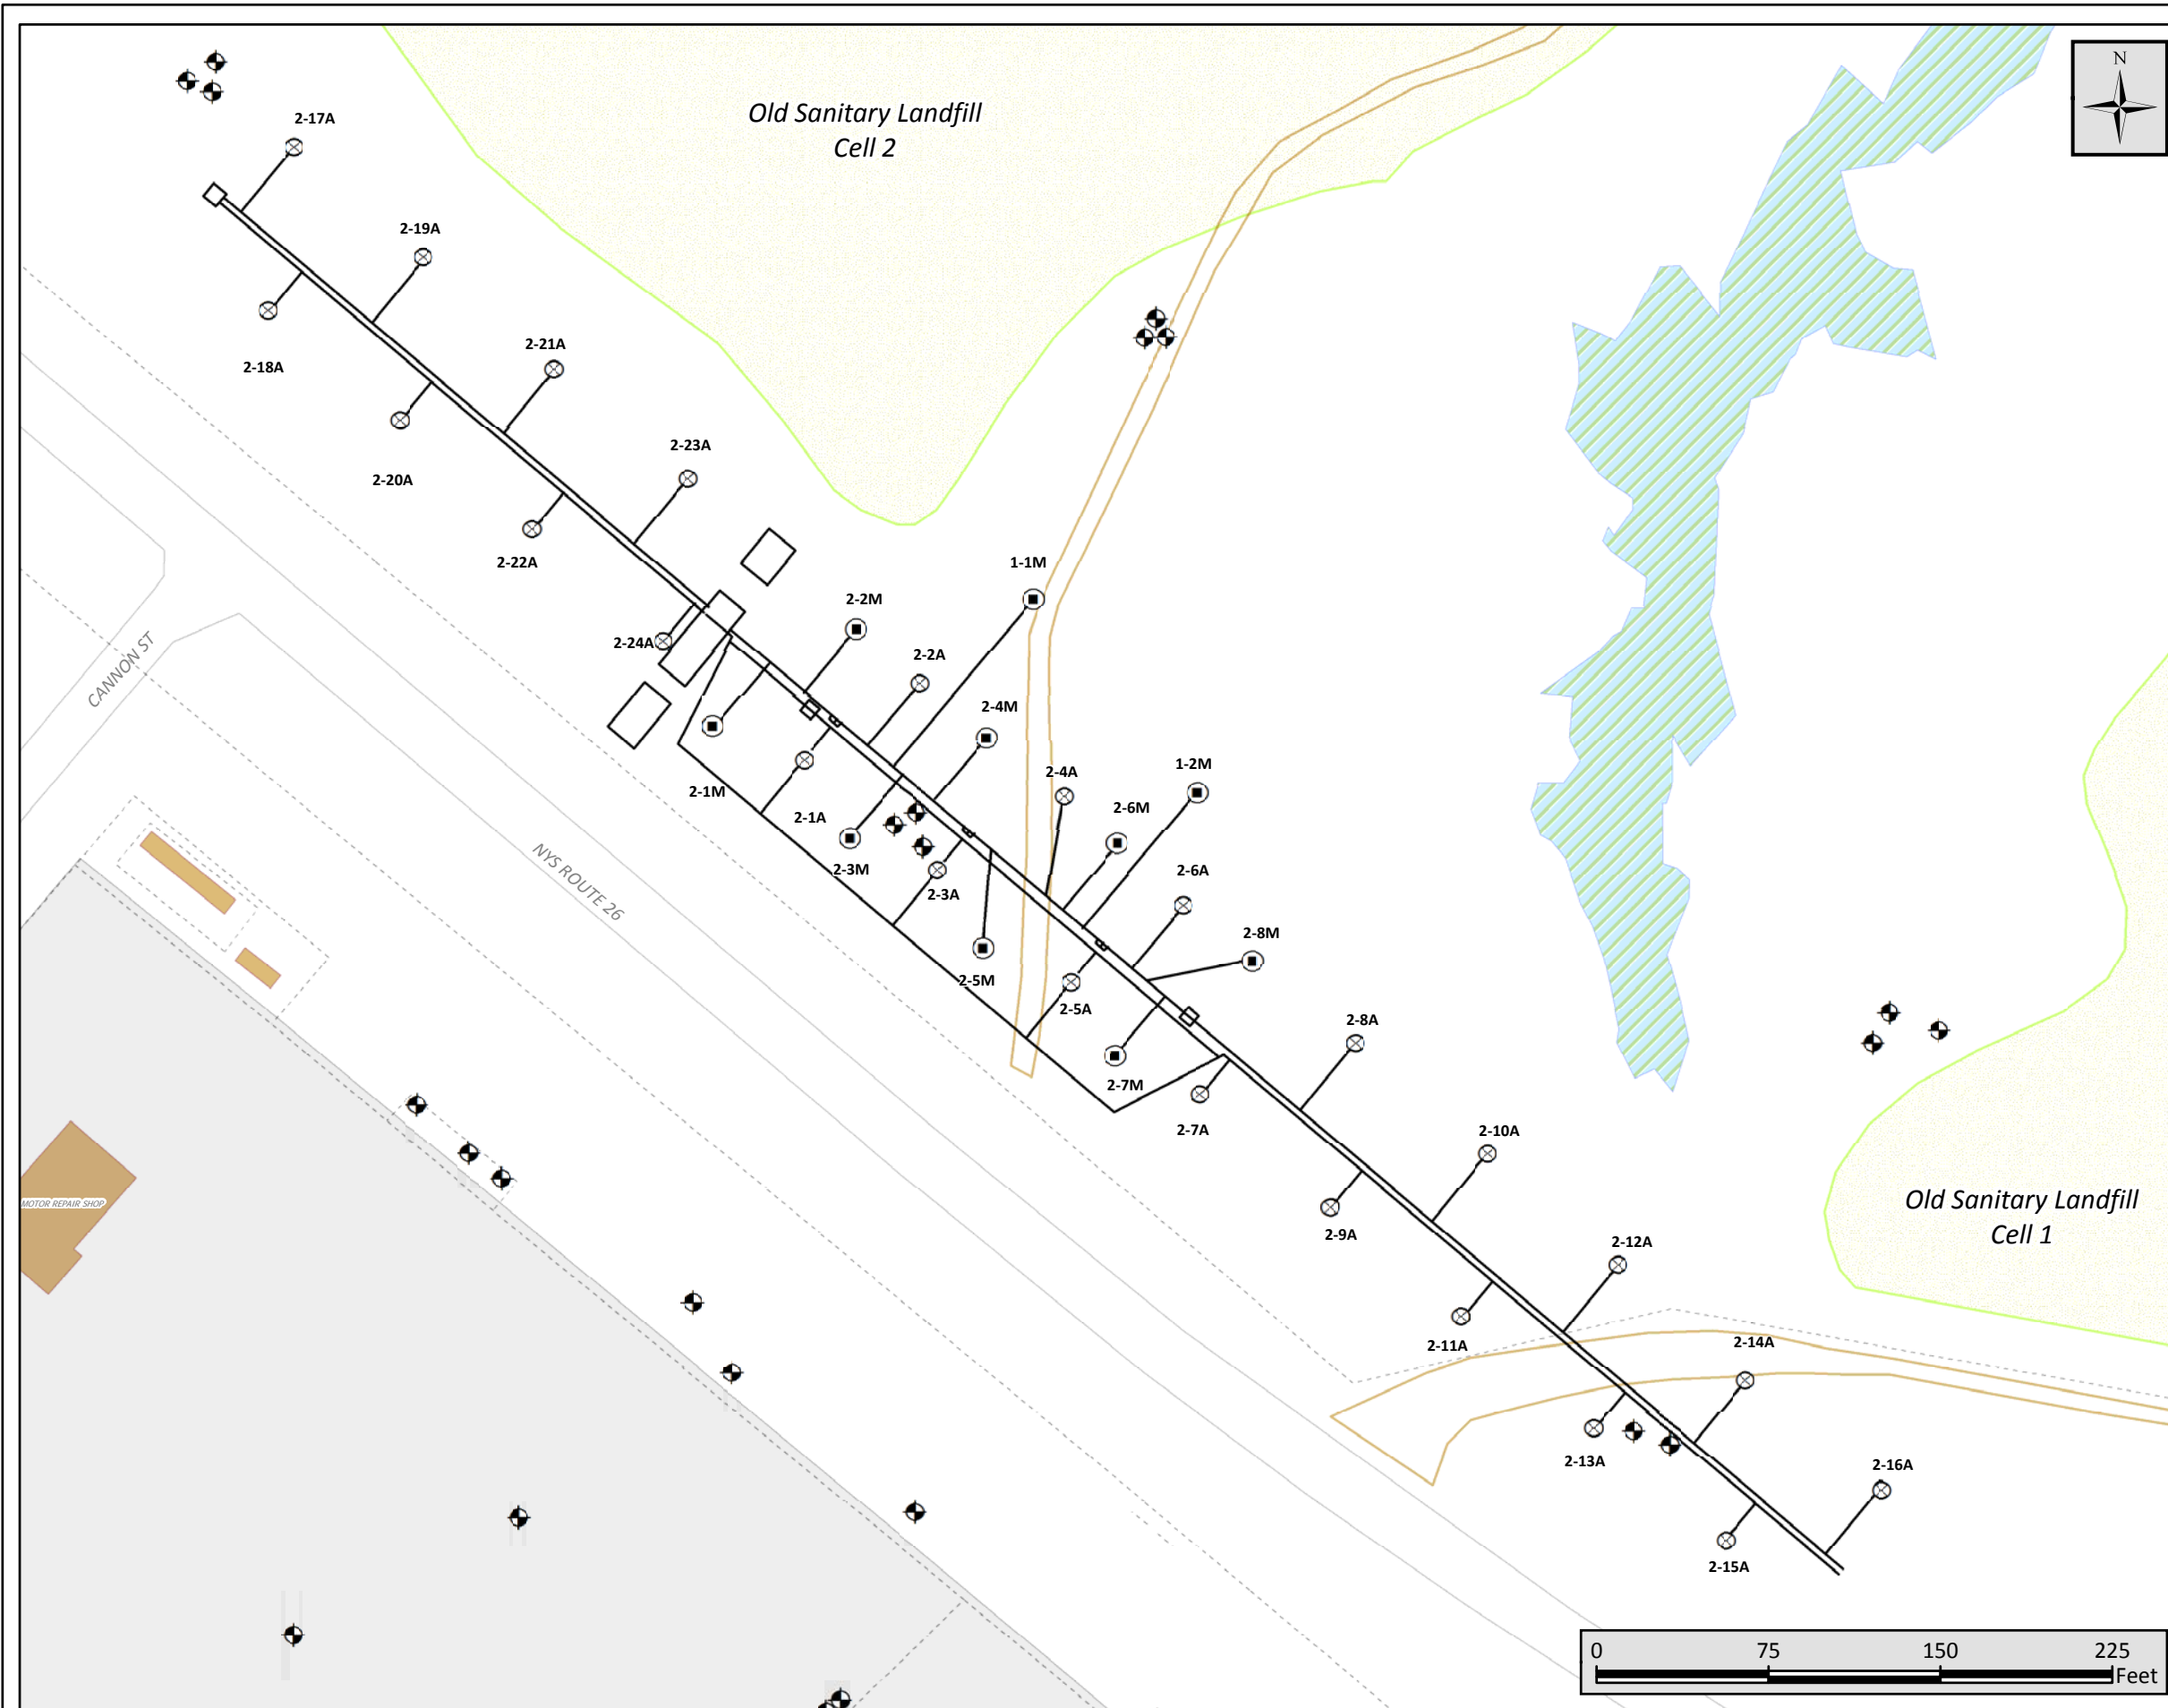 N
Old Sanitary Landfill
Cell 2
2-17A
2-19A
2-18A
2-21A
2-20A
2-23A
2-22A
1-1M
2-2M
2-24A
2-2A
2-4M
CANNON ST
2-4A
1-2M
2-1M
2-6M
2-1A
2-3M
2-6A
NYS ROUTE 26
2-3A
2-8M
2-5M
2-5A
2-8A
2-7M
2-7A
2-10A
MOTOR REPAIR SHOP
Old Sanitary Landfill
Cell 1
2-9A
2-12A
2-11A
2-14A
2-13A
2-16A
2-15A
0 75 150 225
Feet